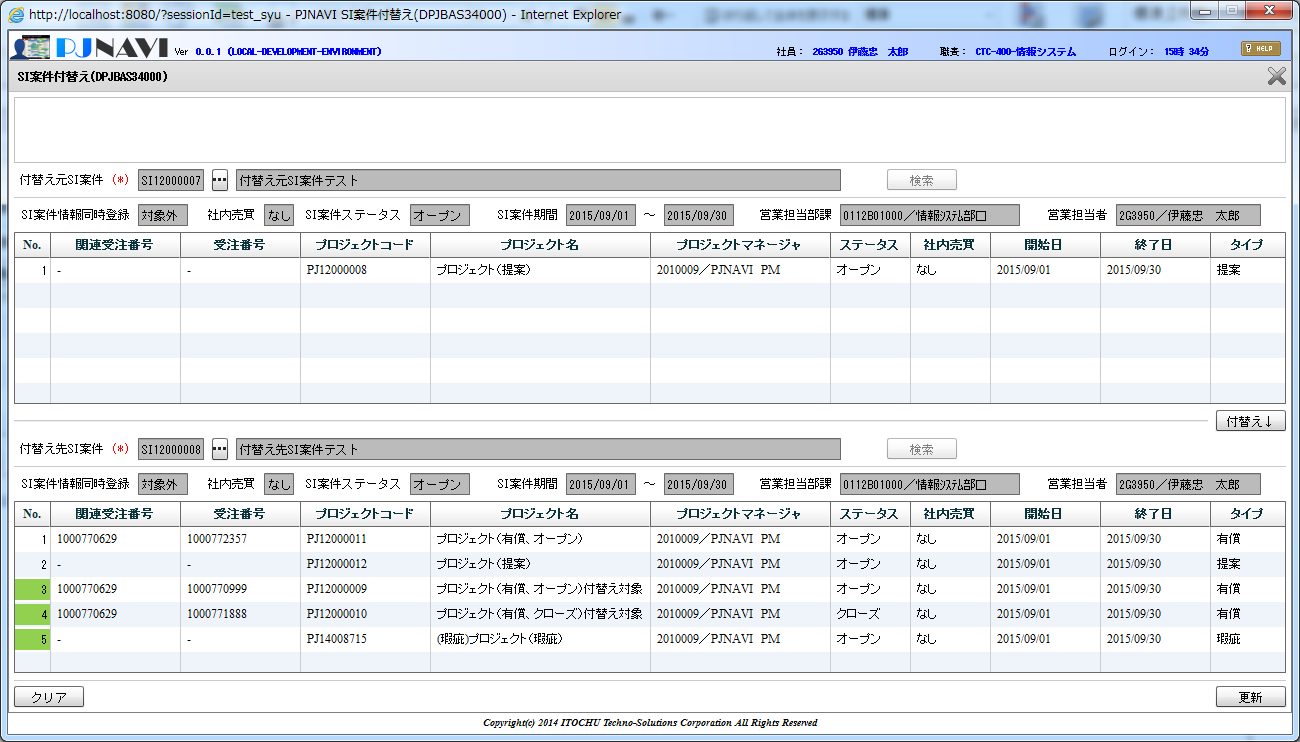 http://localhost:8080/?sessionId=test_syu - PJNAVI SI案件付替え(DPJBAS34000) - Internet Explorer
PJNAVI Ver 0.0.1 (LOCAL-DEVELOPMENT-ENVIRONMENT) 社員： 2G3950 伊藤忠 太郎 職責： CTC-400-情報システム ログイン： 15時 34分 ? HELP
SI案件付替え(DPJBAS34000)
付替え元SI案件 (*) SI12000007 ... 付替え元SI案件テスト 検索
SI案件情報同時登録 対象外 社内売買 なし SI案件ステータス オープン SI案件期間 2015/09/01 ～ 2015/09/30 営業担当部課 0112B01000／情報システム部□ 営業担当者 2G3950／伊藤忠 太郎
No. 関連受注番号 受注番号 プロジェクトコード プロジェクト名 プロジェクトマネージャ ステータス 社内売買 開始日 終了日 タイプ
1 - - PJ12000008 プロジェクト(提案) 2010009／PJNAVI PM オープン なし 2015/09/01 2015/09/30 提案
付替え↓
付替え先SI案件 (*) SI12000008 ... 付替え先SI案件テスト 検索
SI案件情報同時登録 対象外 社内売買 なし SI案件ステータス オープン SI案件期間 2015/09/01 ～ 2015/09/30 営業担当部課 0112B01000／情報システム部□ 営業担当者 2G3950／伊藤忠 太郎
No. 関連受注番号 受注番号 プロジェクトコード プロジェクト名 プロジェクトマネージャ ステータス 社内売買 開始日 終了日 タイプ
1 1000770629 1000772357 PJ12000011 プロジェクト(有償、オープン) 2010009／PJNAVI PM オープン なし 2015/09/01 2015/09/30 有償
2 - - PJ12000012 プロジェクト(提案) 2010009／PJNAVI PM オープン なし 2015/09/01 2015/09/30 提案
3 1000770629 1000770999 PJ12000009 プロジェクト(有償、オープン)付替え対象 2010009／PJNAVI PM オープン なし 2015/09/01 2015/09/30 有償
4 1000770629 1000771888 PJ12000010 プロジェクト(有償、クローズ)付替え対象 2010009／PJNAVI PM クローズ なし 2015/09/01 2015/09/30 有償
5 - - PJ14008715 (瑕疵)プロジェクト(瑕疵) 2010009／PJNAVI PM オープン なし 2015/09/01 2015/09/30 瑕疵
クリア 更新
Copyright(c) 2014 ITOCHU Techno-Solutions Corporation All Rights Reserved